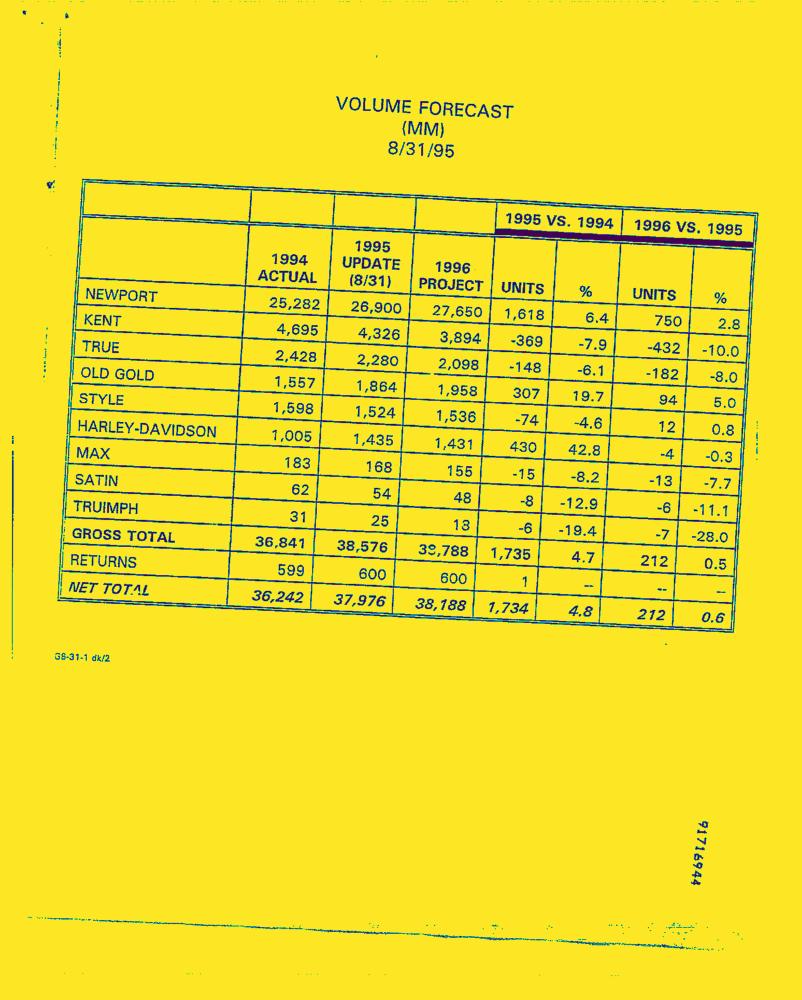 VOLUME FORECAST
(MM)
8/31/95
1995 VS. 1994 1996 VS. 1995
1994 ACTUAL 1995 UPDATE (8/31) 1996 PROJECT UNITS % UNITS %
NEWPORT 25,282 26,900 27,650 1,618 6.4 750 2.8
KENT 4,695 4,326 3,894 -369 -7.9 -432 -10.0
TRUE 2,428 2,280 2,098 -148 -6.1 -182 -8.0
OLD GOLD 1,557 1,864 1,958 307 19.7 94 5.0
STYLE 1,598 1,524 1,536 -74 -4.6 12 0.8
HARLEY-DAVIDSON 1,005 1,435 1,431 430 42.8 -4 -0.3
MAX 183 168 155 -15 -8.2 -13 -7.7
SATIN 62 54 48 -8 -12.9 -6 -11.1
TRUIMPH 31 25 13 -6 -19.4 -7 -28.0
GROSS TOTAL 36,841 38,576 1,735 4.7 212 0.5
RETURNS 599 600 600 1 -- -- --
NET TOTAL 36,242 37,976 38,188 1,734 4.8 212 0.6
GS-31-1 dk/2
91716944